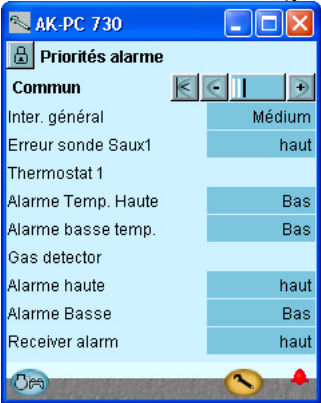 AK-PC 730
Priorités alarme
Commun
Inter. général Médium
Erreur sonde Saux1 haut
Thermostat 1
Alarme Temp. Haute Bas
Alarme basse temp. Bas
Gas detector
Alarme haute haut
Alarme Basse Bas
Receiver alarm haut